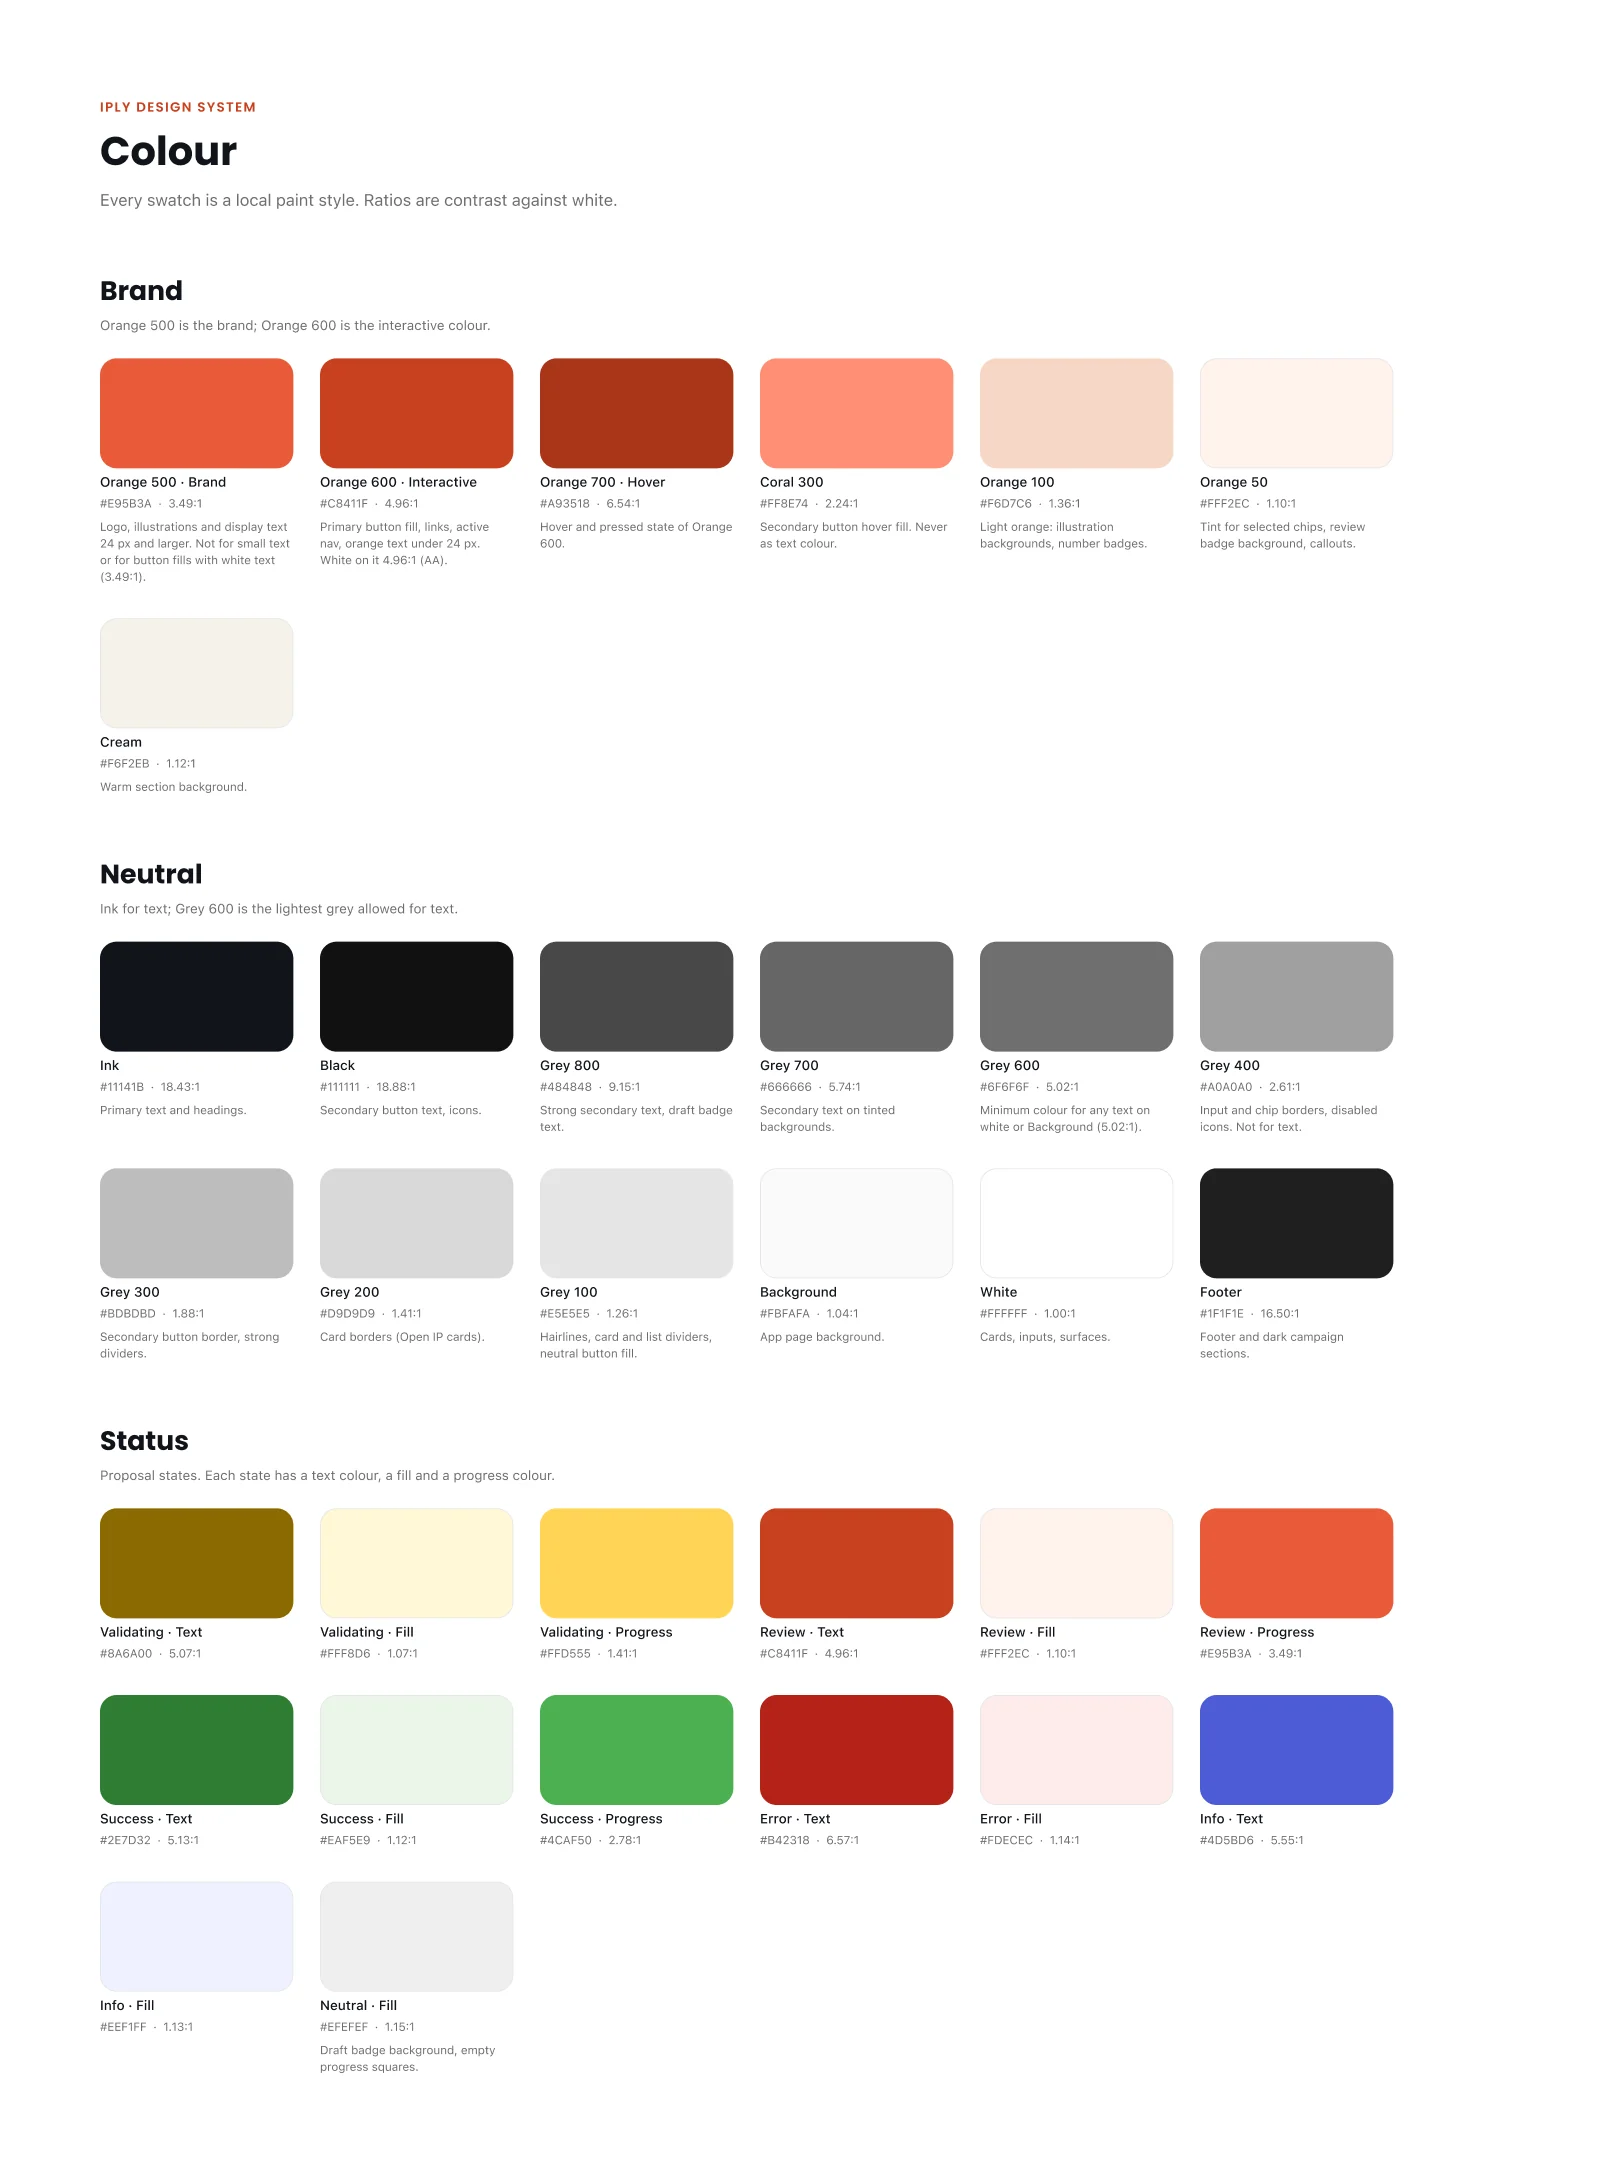 IPLY DESIGN SYSTEM
Colour
Every swatch is a local paint style. Ratios are contrast against white.
Brand
Orange 500 is the brand; Orange 600 is the interactive colour.
Orange 500 · Brand
#E95B3A · 3.49:1
Logo, illustrations and display text
24 px and larger. Not for small text
or for button fills with white text
(3.49:1).
Orange 600 · Interactive
#C8411F · 4.96:1
Primary button fill, links, active
nav, orange text under 24 px.
White on it 4.96:1 (AA).
Orange 700 · Hover
#A93518 · 6.54:1
Hover and pressed state of Orange
600.
Coral 300
#FF8E74 · 2.24:1
Secondary button hover fill. Never
as text colour.
Orange 100
#F6D7C6 · 1.36:1
Light orange: illustration
backgrounds, number badges.
Orange 50
#FFF2EC · 1.10:1
Tint for selected chips, review
badge background, callouts.
Cream
#F6F2EB · 1.12:1
Warm section background.
Neutral
Ink for text; Grey 600 is the lightest grey allowed for text.
Ink
#11141B · 18.43:1
Primary text and headings.
Black
#111111 · 18.88:1
Secondary button text, icons.
Grey 800
#484848 · 9.15:1
Strong secondary text, draft badge
text.
Grey 700
#666666 · 5.74:1
Secondary text on tinted
backgrounds.
Grey 600
#6F6F6F · 5.02:1
Minimum colour for any text on
white or Background (5.02:1).
Grey 400
#A0A0A0 · 2.61:1
Input and chip borders, disabled
icons. Not for text.
Grey 300
#BDBDBD · 1.88:1
Secondary button border, strong
dividers.
Grey 200
#D9D9D9 · 1.41:1
Card borders (Open IP cards).
Grey 100
#E5E5E5 · 1.26:1
Hairlines, card and list dividers,
neutral button fill.
Background
#FBFAFA · 1.04:1
App page background.
White
#FFFFFF · 1.00:1
Cards, inputs, surfaces.
Footer
#1F1F1E · 16.50:1
Footer and dark campaign
sections.
Status
Proposal states. Each state has a text colour, a fill and a progress colour.
Validating · Text
#8A6A00 · 5.07:1
Validating · Fill
#FFF8D6 · 1.07:1
Validating · Progress
#FFD555 · 1.41:1
Review · Text
#C8411F · 4.96:1
Review · Fill
#FFF2EC · 1.10:1
Review · Progress
#E95B3A · 3.49:1
Success · Text
#2E7D32 · 5.13:1
Success · Fill
#EAF5E9 · 1.12:1
Success · Progress
#4CAF50 · 2.78:1
Error · Text
#B42318 · 6.57:1
Error · Fill
#FDECEC · 1.14:1
Info · Text
#4D5BD6 · 5.55:1
Info · Fill
#EEF1FF · 1.13:1
Neutral · Fill
#EFEFEF · 1.15:1
Draft badge background, empty
progress squares.